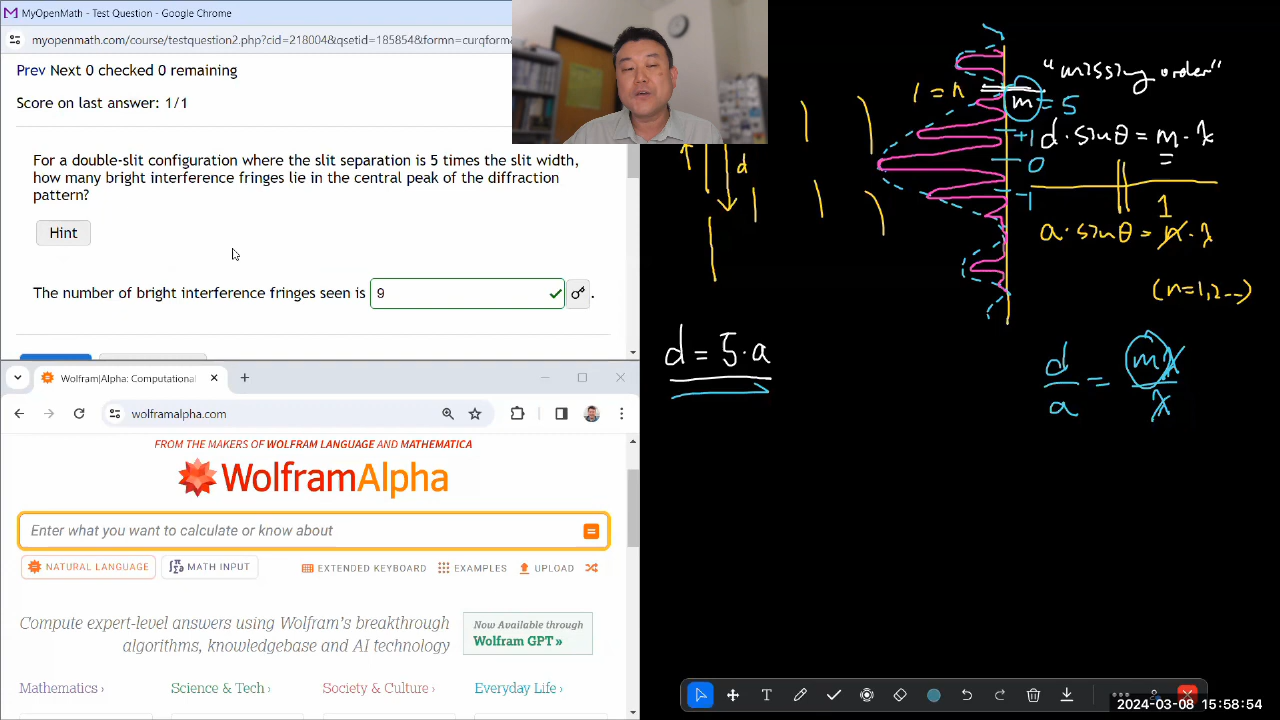 MyOpenMath - Test Question - Google Chrome
myopenmath.com/course/testquestion2.php?cid=218004&qsetid=185854&formn=curqform
Prev Next 0 checked 0 remaining
Score on last answer: 1/1
For a double-slit configuration where the slit separation is 5 times the slit width,
how many bright interference fringes lie in the central peak of the diffraction
pattern?
Hint
The number of bright interference fringes seen is 9 .
Wolfram|Alpha: Computational
wolframalpha.com
FROM THE MAKERS OF WOLFRAM LANGUAGE AND MATHEMATICA
WolframAlpha
Enter what you want to calculate or know about
NATURAL LANGUAGE
MATH INPUT
EXTENDED KEYBOARD
EXAMPLES
UPLOAD
Compute expert-level answers using Wolfram's breakthrough
algorithms, knowledgebase and AI technology
Now Available through
Wolfram GPT »
Mathematics ›
Science & Tech ›
Society & Culture ›
Everyday Life ›
"missing order"
1 = n
m = 5
+1
d·sinθ = m·λ
0
d
-1
1
a·sinθ = n·λ
(n=1,2--)
d = 5·a
d/a = mλ/λ
2024-03-08 15:58:54